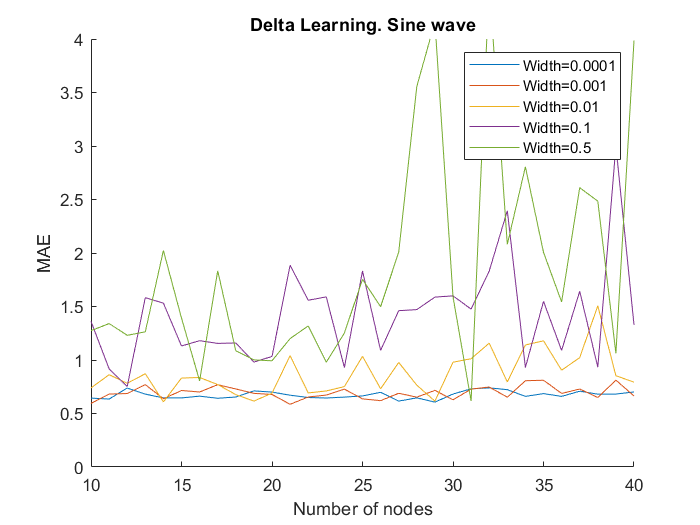 Delta Learning. Sine wave
4
3.5
3
2.5
2
1.5
1
0.5
0
MAE
Width=0.0001
Width=0.001
Width=0.01
Width=0.1
Width=0.5
10 15 20 25 30 35 40
Number of nodes